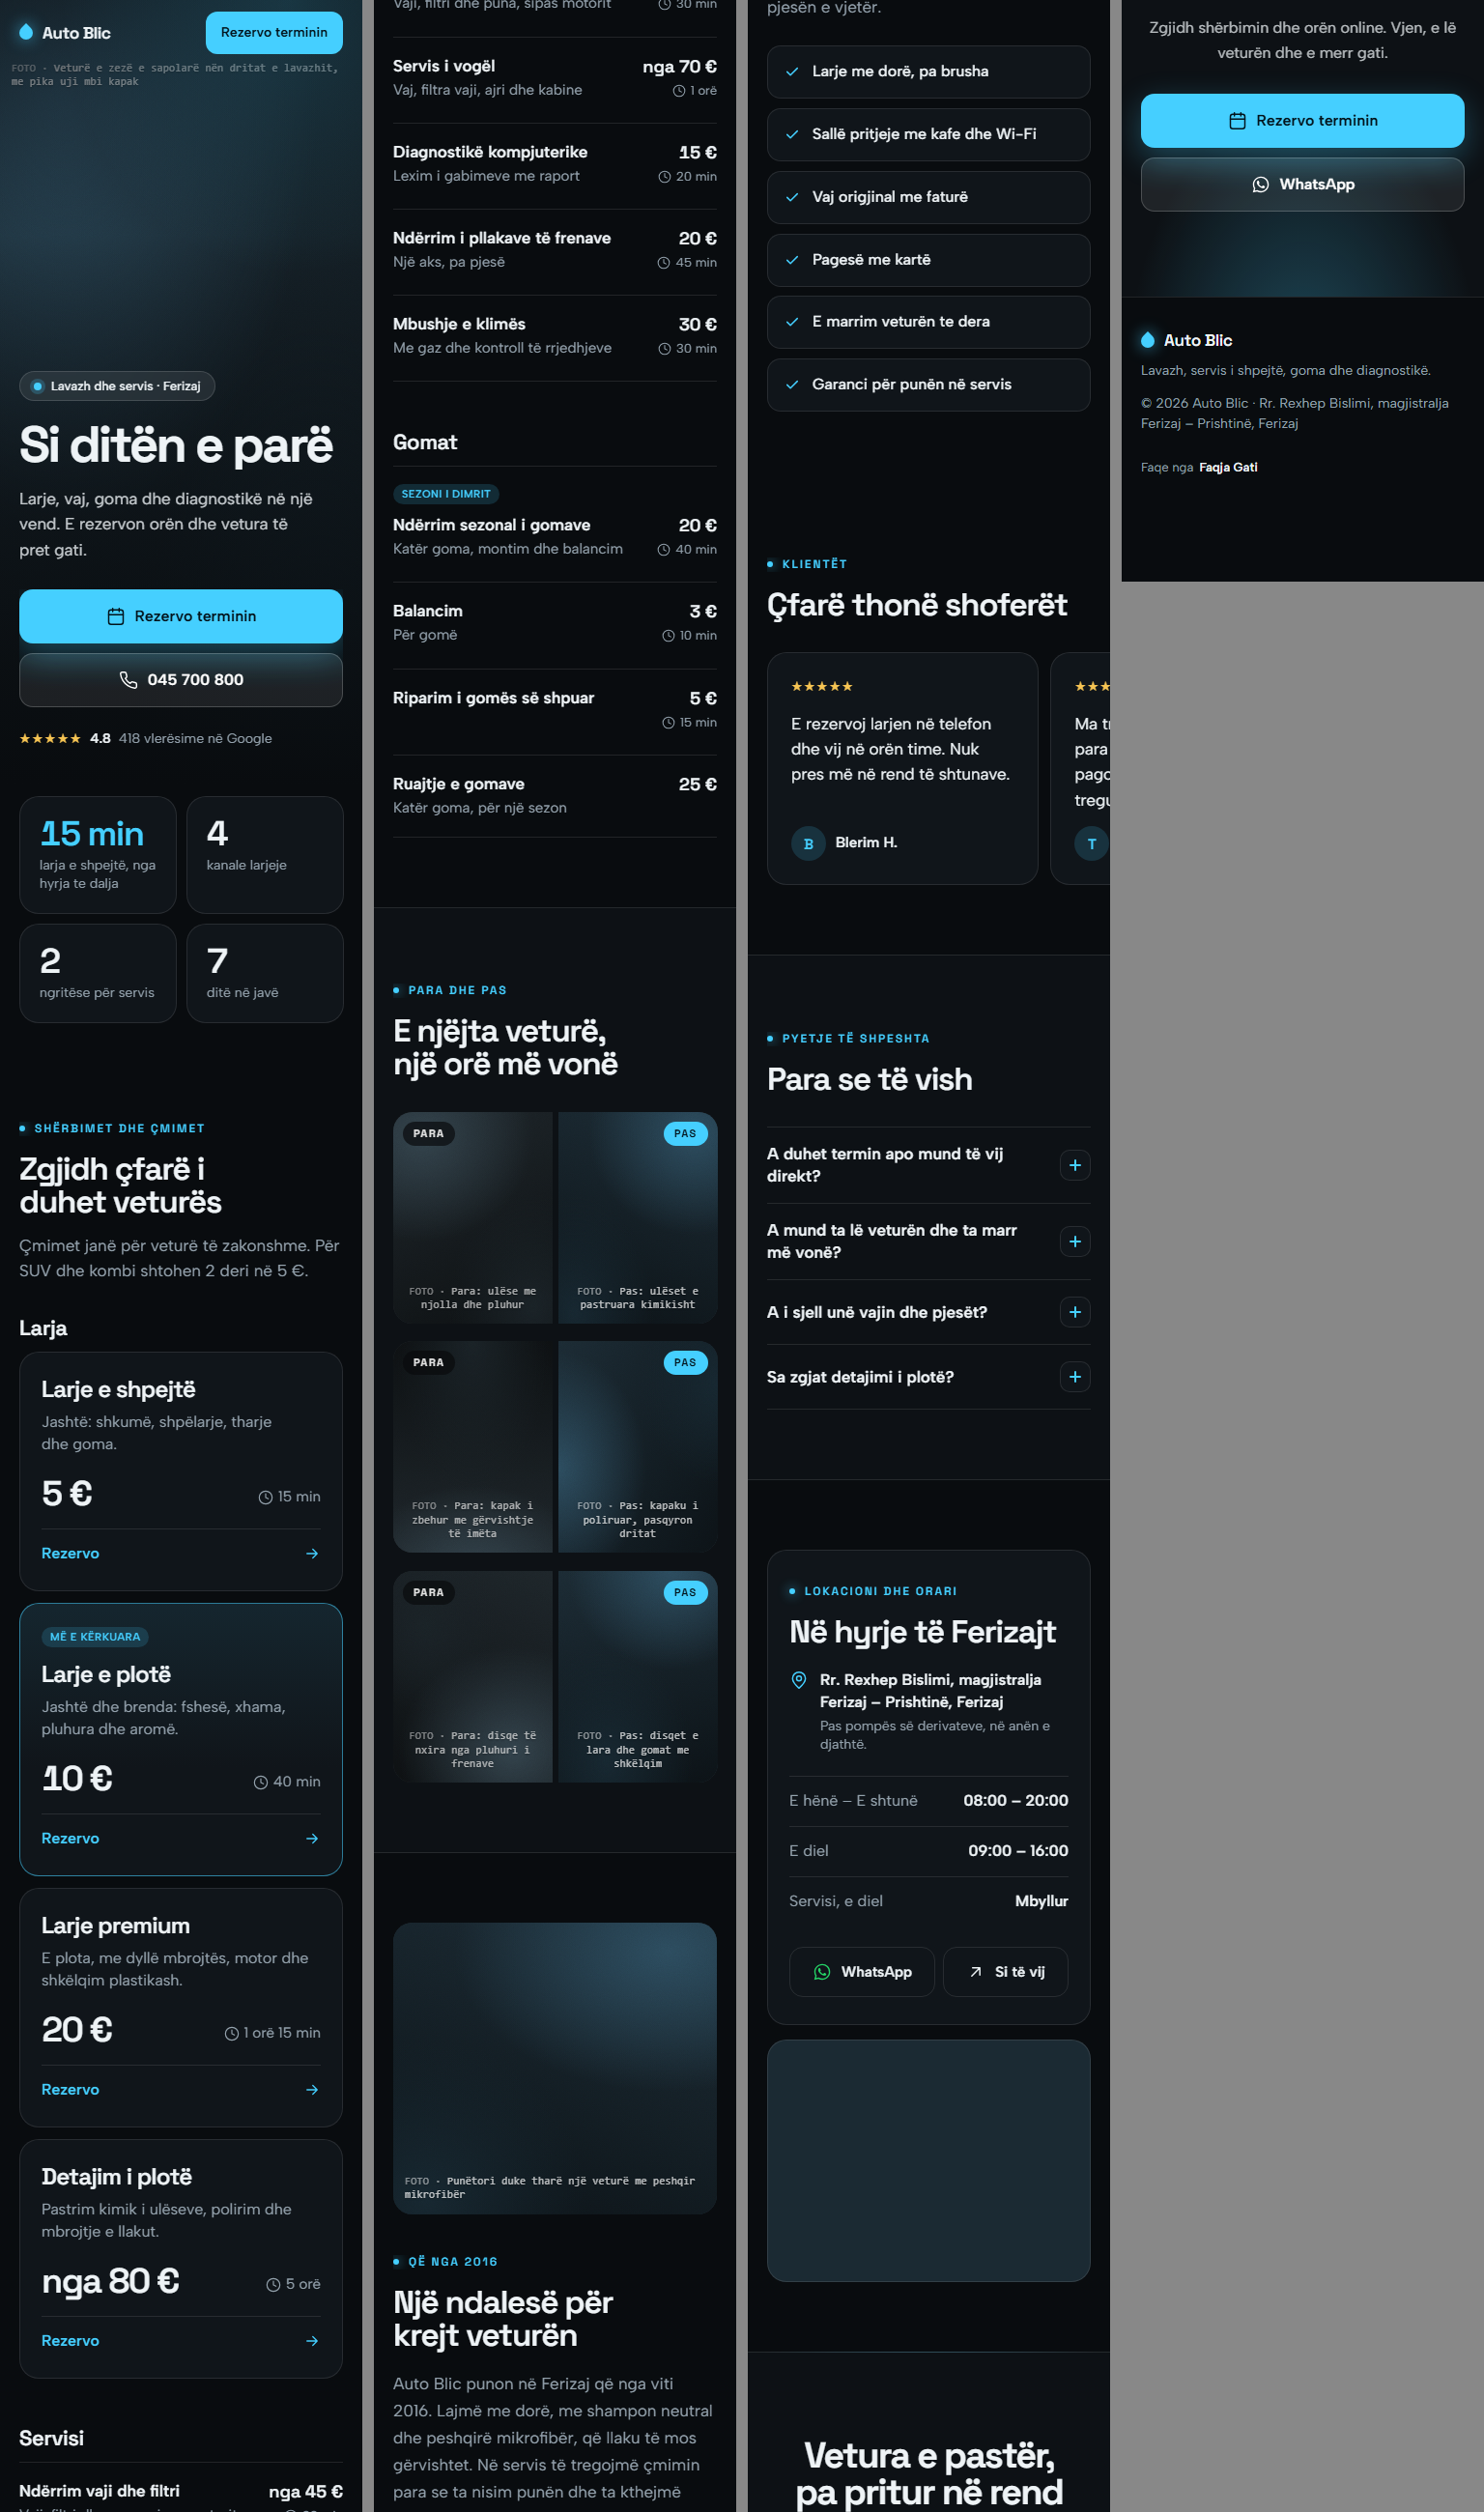 Auto Blic
Rezervo terminin
FOTO - Veturë e zezë e sapolarë nën dritat e lavazhit,
me pika uji mbi kapak
Lavazh dhe servis · Ferizaj
Si ditën e parë
Larje, vaj, goma dhe diagnostikë në një
vend. E rezervon orën dhe vetura të
pret gati.
Rezervo terminin
045 700 800
★★★★★ 4.8 418 vlerësime në Google
15 min
larja e shpejtë, nga
hyrja te dalja
4
kanale larjeje
2
ngritëse për servis
7
ditë në javë
SHËRBIMET DHE ÇMIMET
Zgjidh çfarë i
duhet veturës
Çmimet janë për veturë të zakonshme. Për
SUV dhe kombi shtohen 2 deri në 5 €.
Larja
Larje e shpejtë
Jashtë: shkumë, shpëlarje, tharje
dhe goma.
5 €
15 min
Rezervo
MË E KËRKUARA
Larje e plotë
Jashtë dhe brenda: fshesë, xhama,
pluhura dhe aromë.
10 €
40 min
Rezervo
Larje premium
E plota, me dyllë mbrojtës, motor dhe
shkëlqim plastikash.
20 €
1 orë 15 min
Rezervo
Detajim i plotë
Pastrim kimik i ulëseve, polirim dhe
mbrojtje e llakut.
nga 80 €
5 orë
Rezervo
Servisi
Ndërrim vaji dhe filtri
nga 45 €
Vaji, filtri dhe puna, sipas motorit
30 min
Servis i vogël
nga 70 €
Vaj, filtra vaji, ajri dhe kabine
1 orë
Diagnostikë kompjuterike
15 €
Lexim i gabimeve me raport
20 min
Ndërrim i pllakave të frenave
20 €
Një aks, pa pjesë
45 min
Mbushje e klimës
30 €
Me gaz dhe kontroll të rrjedhjeve
30 min
Gomat
SEZONI I DIMRIT
Ndërrim sezonal i gomave
20 €
Katër goma, montim dhe balancim
40 min
Balancim
3 €
Për gomë
10 min
Riparim i gomës së shpuar
5 €
15 min
Ruajtje e gomave
25 €
Katër goma, për një sezon
PARA DHE PAS
E njëjta veturë,
një orë më vonë
PARA
PAS
FOTO - Para: ulëse me
njolla dhe pluhur
FOTO - Pas: ulëset e
pastruara kimikisht
PARA
PAS
FOTO - Para: kapak i
zbehur me gërvishtje
të imëta
FOTO - Pas: kapaku i
poliruar, pasqyron
dritat
PARA
PAS
FOTO - Para: disqe të
nxira nga pluhuri i
frenave
FOTO - Pas: disqet e
lara dhe gomat me
shkëlqim
FOTO - Punëtori duke tharë një veturë me peshqir
mikrofibër
QË NGA 2016
Një ndalesë për
krejt veturën
Auto Blic punon në Ferizaj që nga viti
2016. Lajmë me dorë, me shampon neutral
dhe peshqirë mikrofibër, që llaku të mos
gërvishtet. Në servis të tregojmë çmimin
para se ta nisim punën dhe ta kthejmë
pjesën e vjetër.
Larje me dorë, pa brusha
Sallë pritjeje me kafe dhe Wi-Fi
Vaj origjinal me faturë
Pagesë me kartë
E marrim veturën te dera
Garanci për punën në servis
KLIENTËT
Çfarë thonë shoferët
★★★★★
E rezervoj larjen në telefon
dhe vij në orën time. Nuk
pres më në rend të shtunave.
B
Blerim H.
★★★
Ma tr
para
pago
tregu
T
PYETJE TË SHPESHTA
Para se të vish
A duhet termin apo mund të vij
direkt?
A mund ta lë veturën dhe ta marr
më vonë?
A i sjell unë vajin dhe pjesët?
Sa zgjat detajimi i plotë?
LOKACIONI DHE ORARI
Në hyrje të Ferizajt
Rr. Rexhep Bislimi, magjistralja
Ferizaj – Prishtinë, Ferizaj
Pas pompës së derivateve, në anën e
djathtë.
E hënë – E shtunë
08:00 – 20:00
E diel
09:00 – 16:00
Servisi, e diel
Mbyllur
WhatsApp
Si të vij
Vetura e pastër,
pa pritur në rend
Zgjidh shërbimin dhe orën online. Vjen, e lë
veturën dhe e merr gati.
Rezervo terminin
WhatsApp
Auto Blic
Lavazh, servis i shpejtë, goma dhe diagnostikë.
© 2026 Auto Blic · Rr. Rexhep Bislimi, magjistralja
Ferizaj – Prishtinë, Ferizaj
Faqe nga Faqja Gati